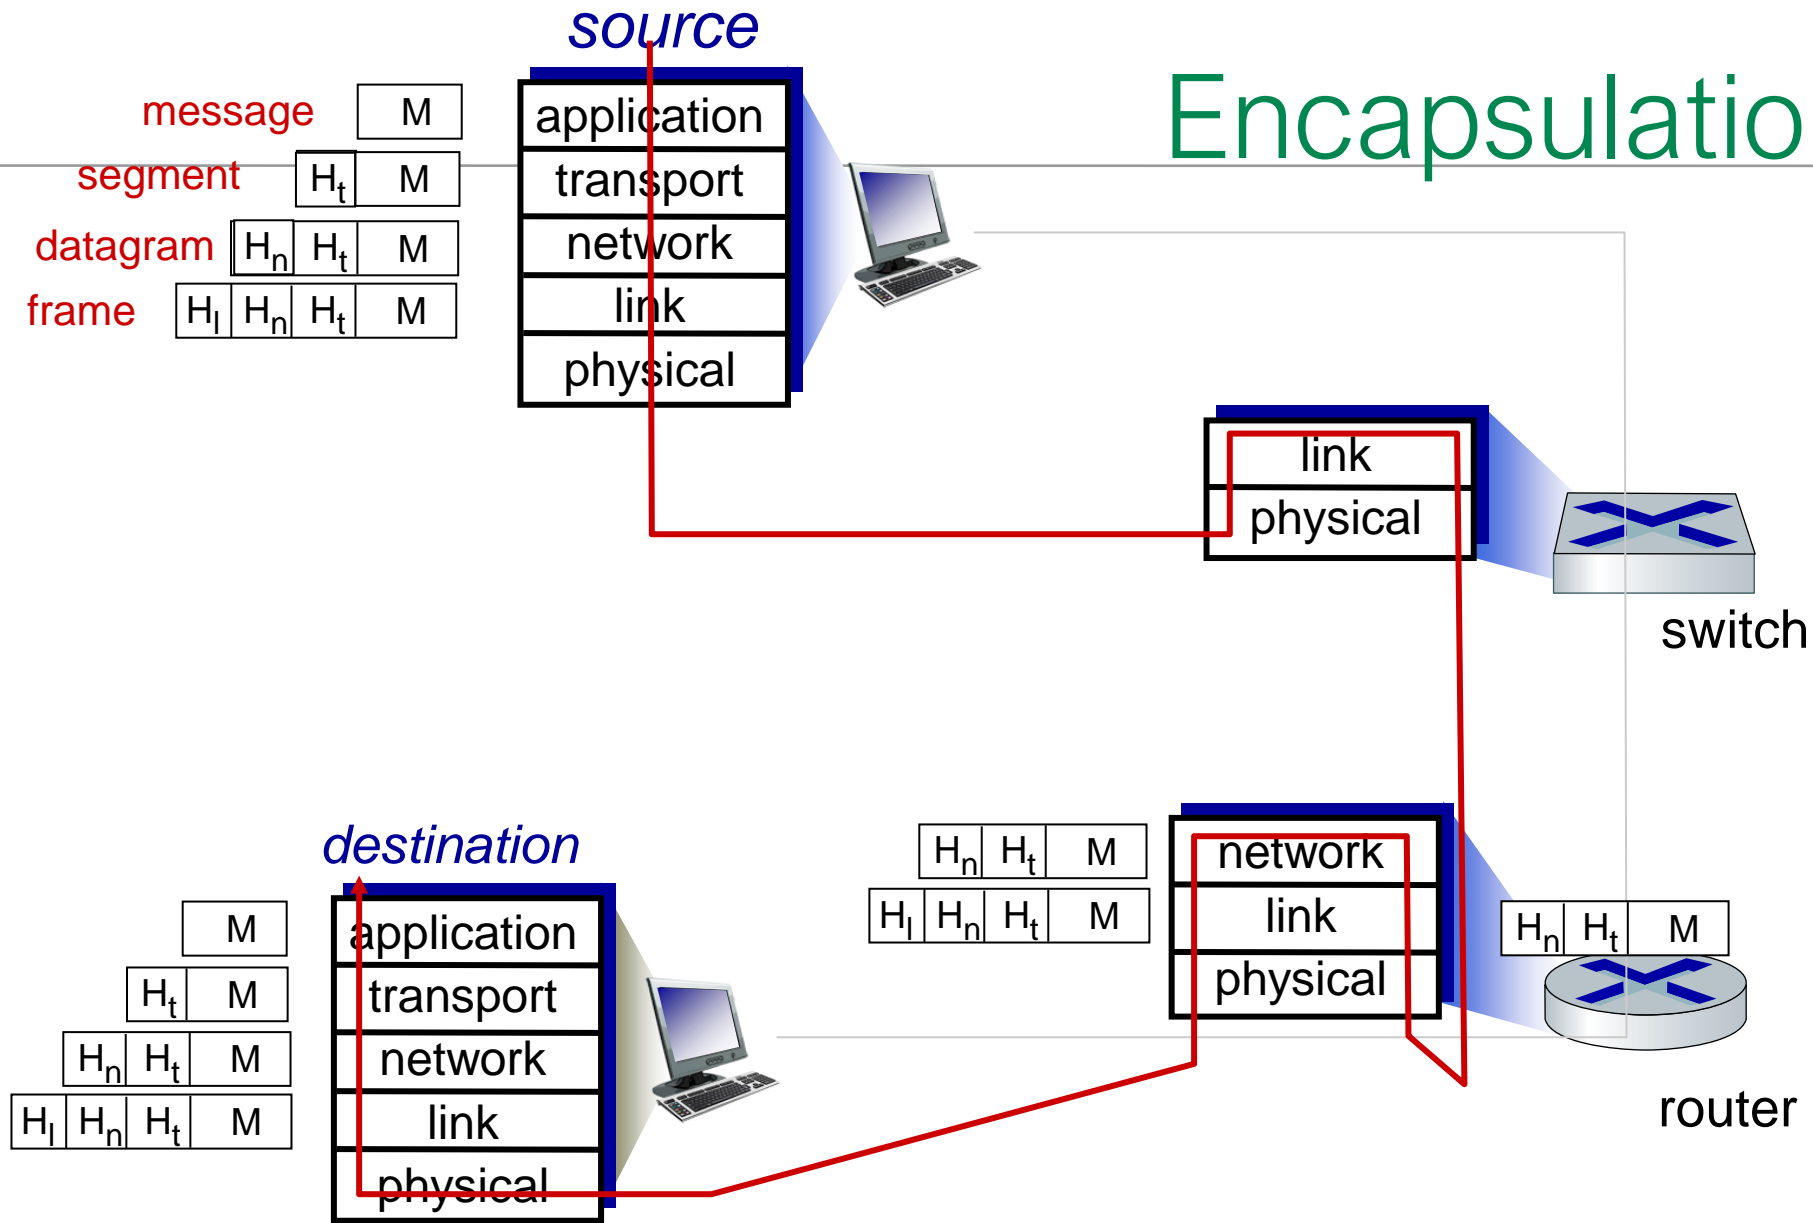 source
Encapsulatio
message M
application
segment Ht M
transport
datagram Hn Ht M
network
frame Hl Hn Ht M
link
physical
link
physical
switch
destination
Hn Ht M
network
Hl Hn Ht M
link
physical
Hn Ht M
router
M
application
Ht M
transport
Hn Ht M
network
Hl Hn Ht M
link
physical